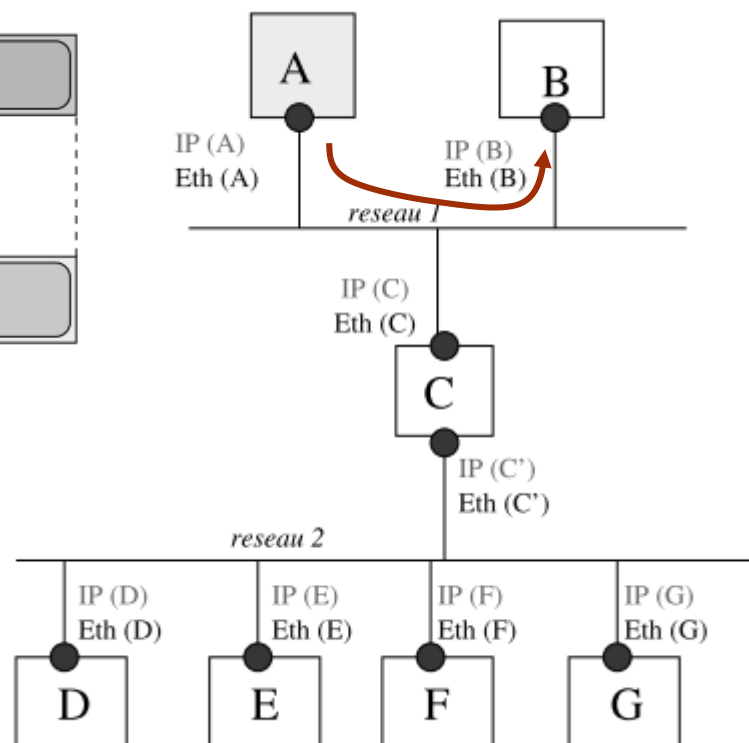 A
B
IP (A)
Eth (A)
IP (B)
Eth (B)
reseau 1
IP (C)
Eth (C)
C
IP (C’)
Eth (C’)
reseau 2
IP (D)
Eth (D)
IP (E)
Eth (E)
IP (F)
Eth (F)
IP (G)
Eth (G)
D
E
F
G